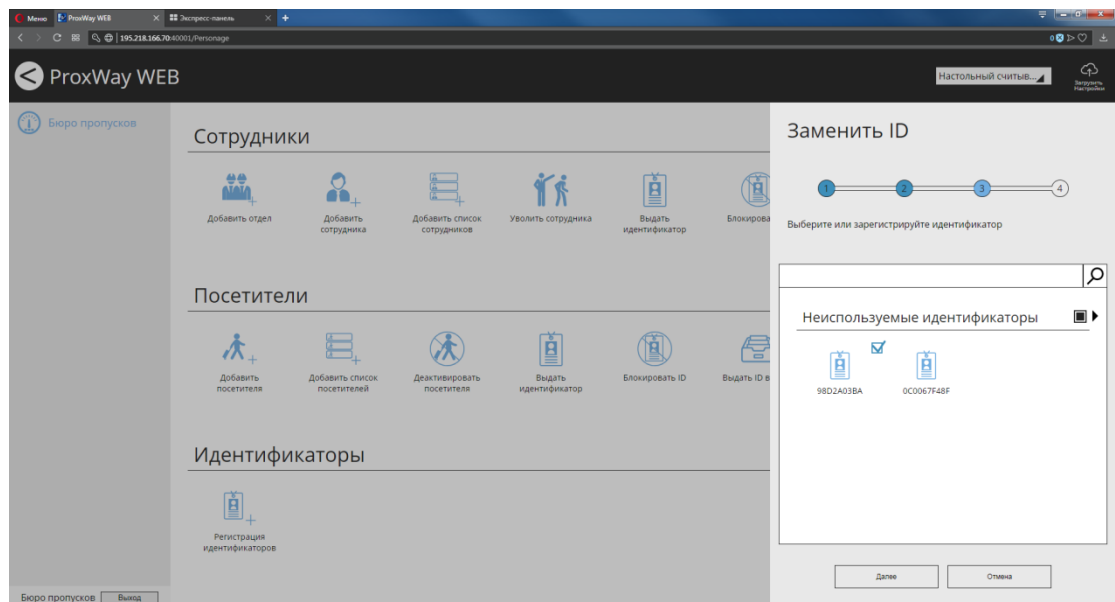 Меню
ProxWay WEB
Экспресс-панель
195.218.166.70:40001/Personage
0
ProxWay WEB
Настольный считыв...
Загрузить
Настройки
Бюро пропусков
Сотрудники
Добавить отдел
Добавить
сотрудника
Добавить список
сотрудников
Уволить сотрудника
Выдать
идентификатор
Блокирова
Посетители
Добавить
посетителя
Добавить список
посетителей
Деактивировать
посетителя
Выдать
идентификатор
Блокировать ID
Выдать ID в
Идентификаторы
Регистрация
идентификаторов
Бюро пропусков
Выход
Заменить ID
1
2
3
4
Выберите или зарегистрируйте идентификатор
Неиспользуемые идентификаторы
98D2A03BA
0C0067F48F
Далее
Отмена